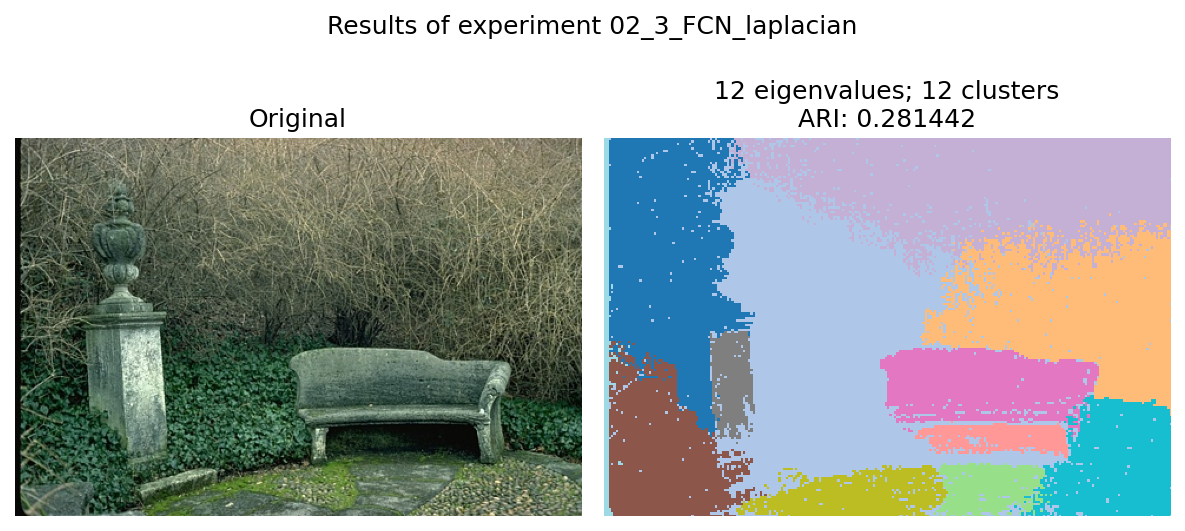 Results of experiment 02_3_FCN_laplacian
Original
12 eigenvalues; 12 clusters
ARI: 0.281442